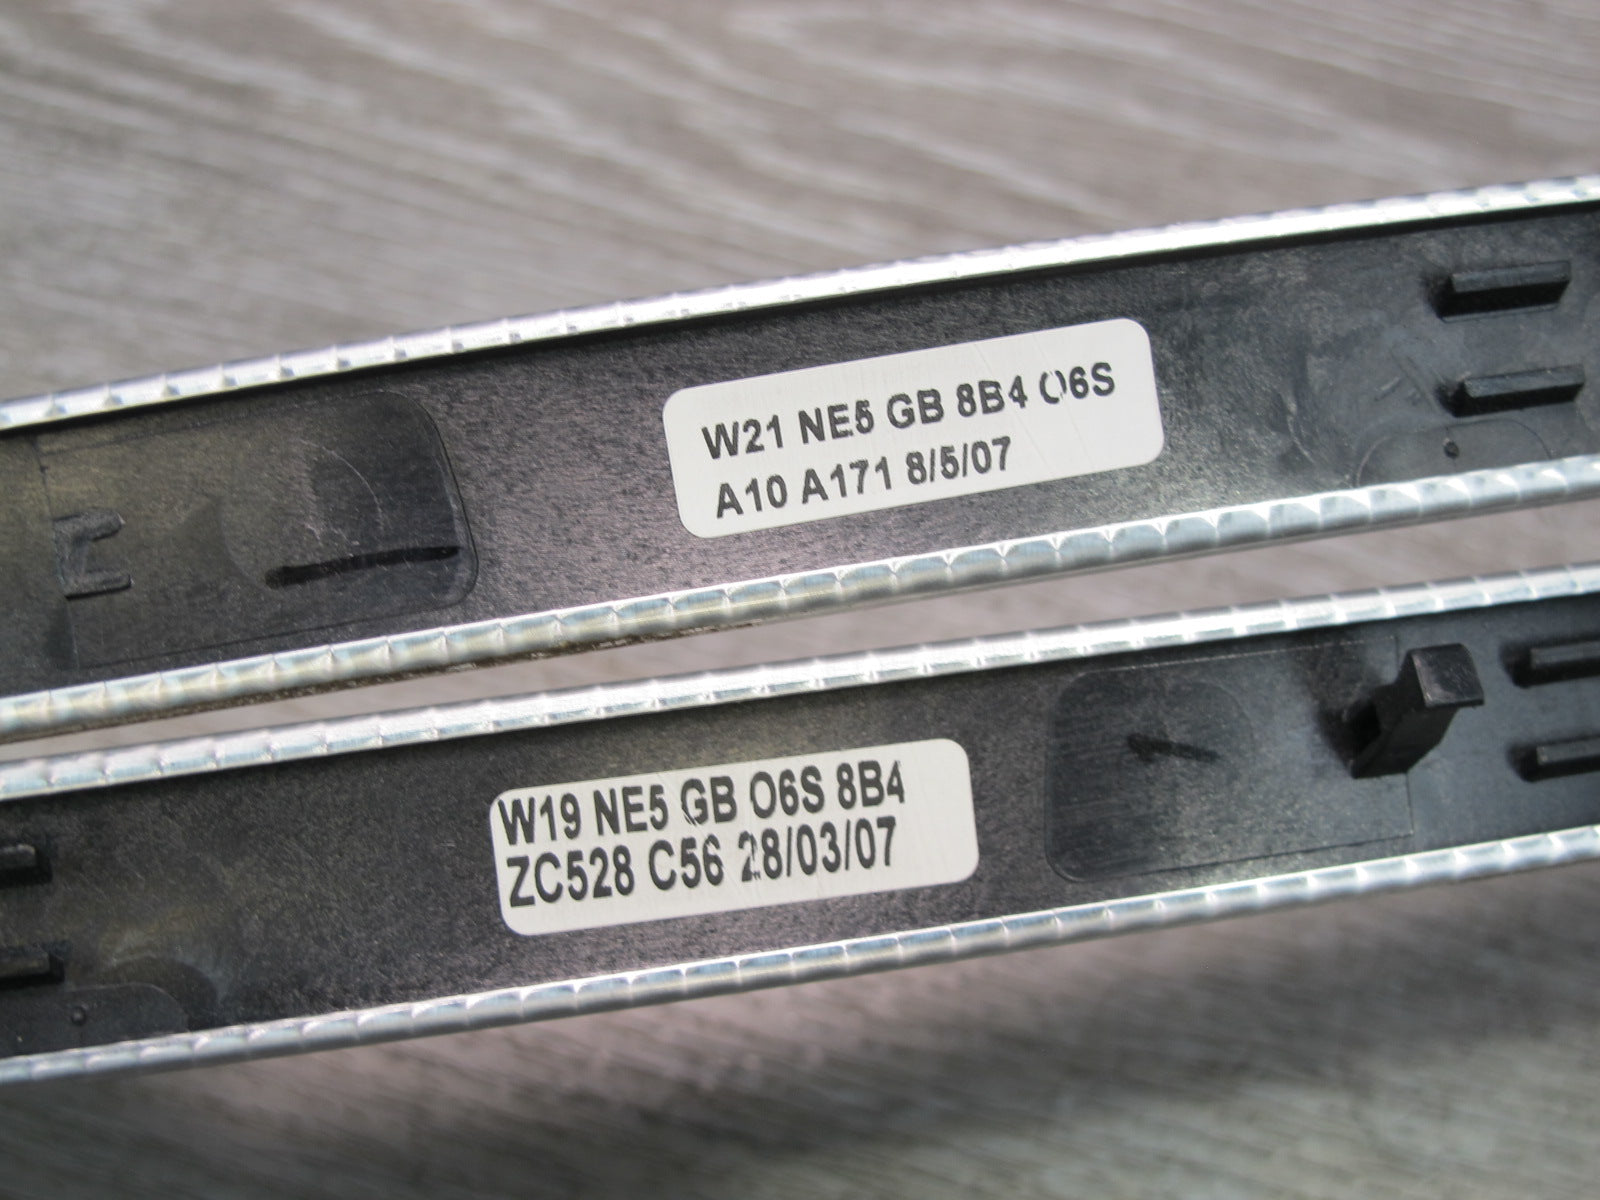 W21 NE5 GB 8B4 O6S
A10 A171 8/5/07
W19 NE5 GB O6S 8B4
ZC528 C56 28/03/07